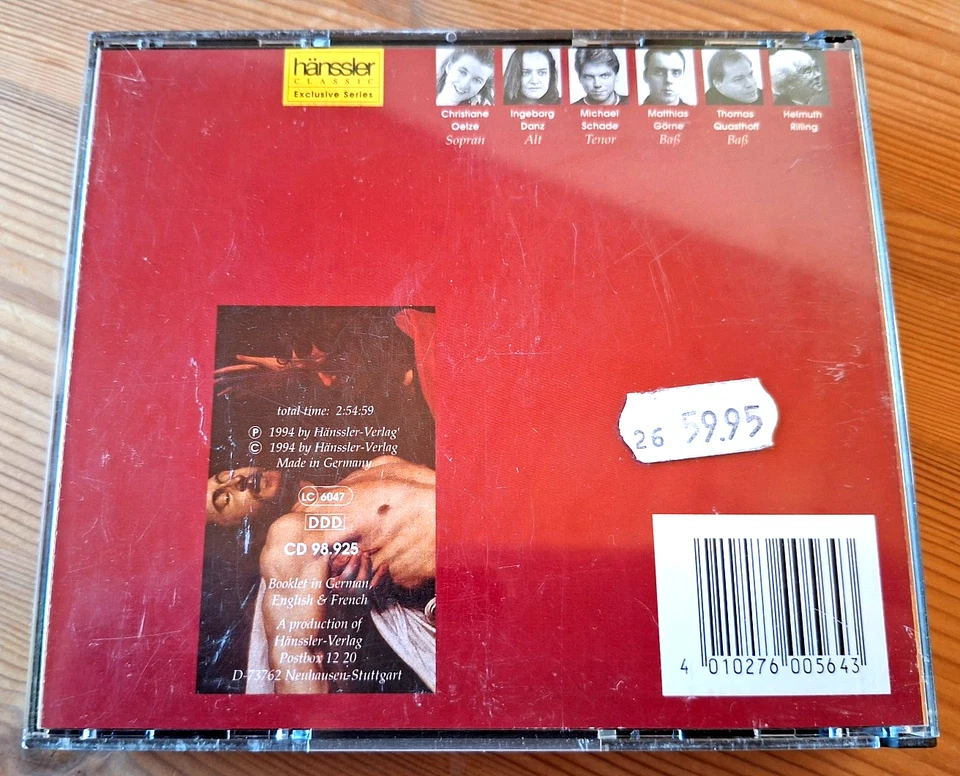 hänssler
CLASSIC
Exclusive Series
Christiane
Oelze
Sopran
Ingeborg
Danz
Alt
Michael
Schade
Tenor
Matthias
Görne
Baß
Thomas
Quasthoff
Baß
Helmuth
Rilling
total time: 2:54:59
Ⓟ 1994 by Hänssler-Verlag
© 1994 by Hänssler-Verlag
Made in Germany
LC 6047
DDD
CD 98.925
Booklet in German,
English & French
A production of
Hänssler-Verlag
Postbox 12 20
D-73762 Neuhausen-Stuttgart
26 59.95
4 010276 005643